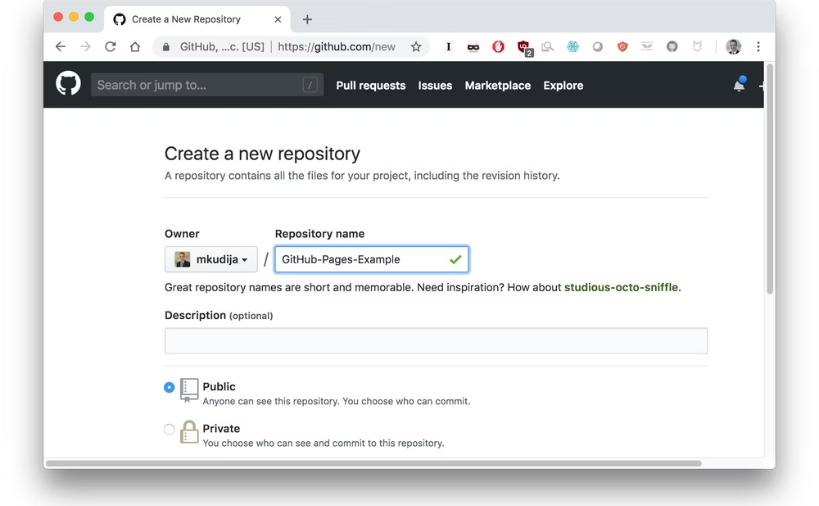 Create a New Repository
GitHub, ...c. [US] | https://github.com/new
2
Search or jump to... /
Pull requests Issues Marketplace Explore
Create a new repository
A repository contains all the files for your project, including the revision history.
Owner Repository name
mkudija / GitHub-Pages-Example
Great repository names are short and memorable. Need inspiration? How about studious-octo-sniffle.
Description (optional)
Public
Anyone can see this repository. You choose who can commit.
Private
You choose who can see and commit to this repository.